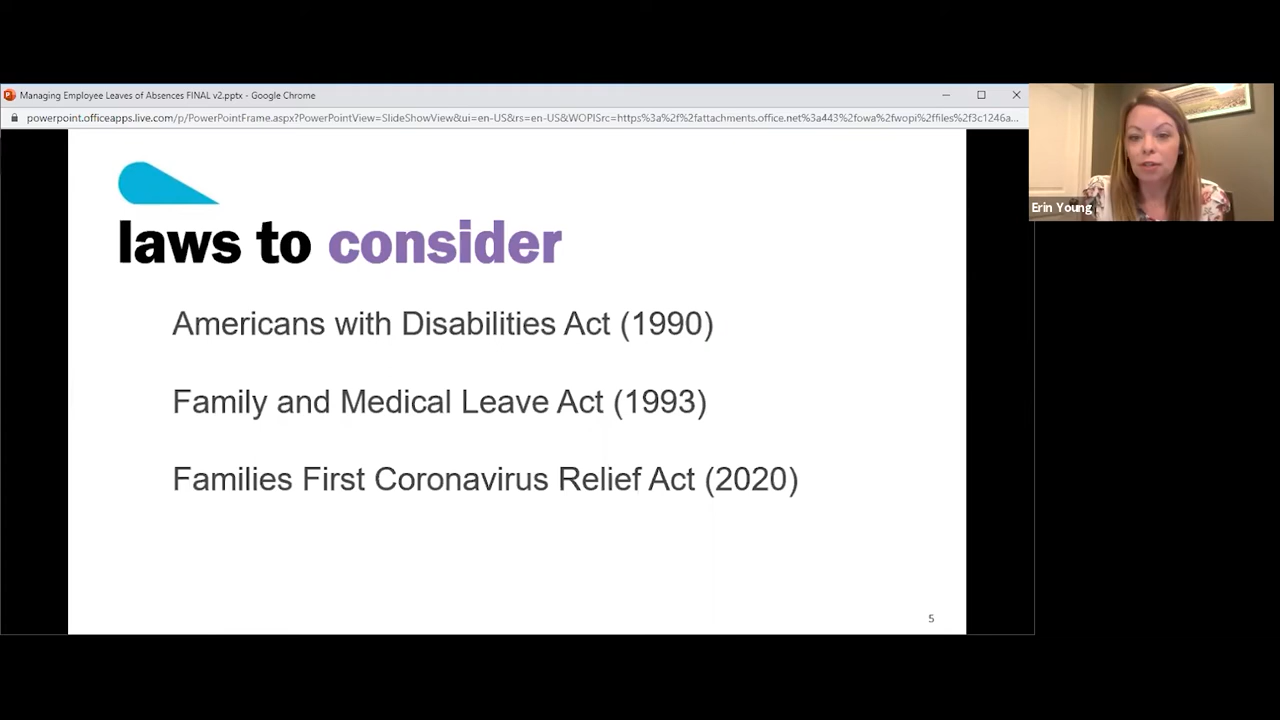 Managing Employee Leaves of Absences FINAL v2.pptx - Google Chrome
powerpoint.officeapps.live.com/p/PowerPointFrame.aspx?PowerPointView=SlideShowView&ui=en-US&rs=en-US&WOPISrc=https%3a%2f%2fattachments.office.net%3a443%2fowa%2fwopi%2ffiles%2f3c1246a...
laws to consider
Americans with Disabilities Act (1990)
Family and Medical Leave Act (1993)
Families First Coronavirus Relief Act (2020)
5
Erin Young